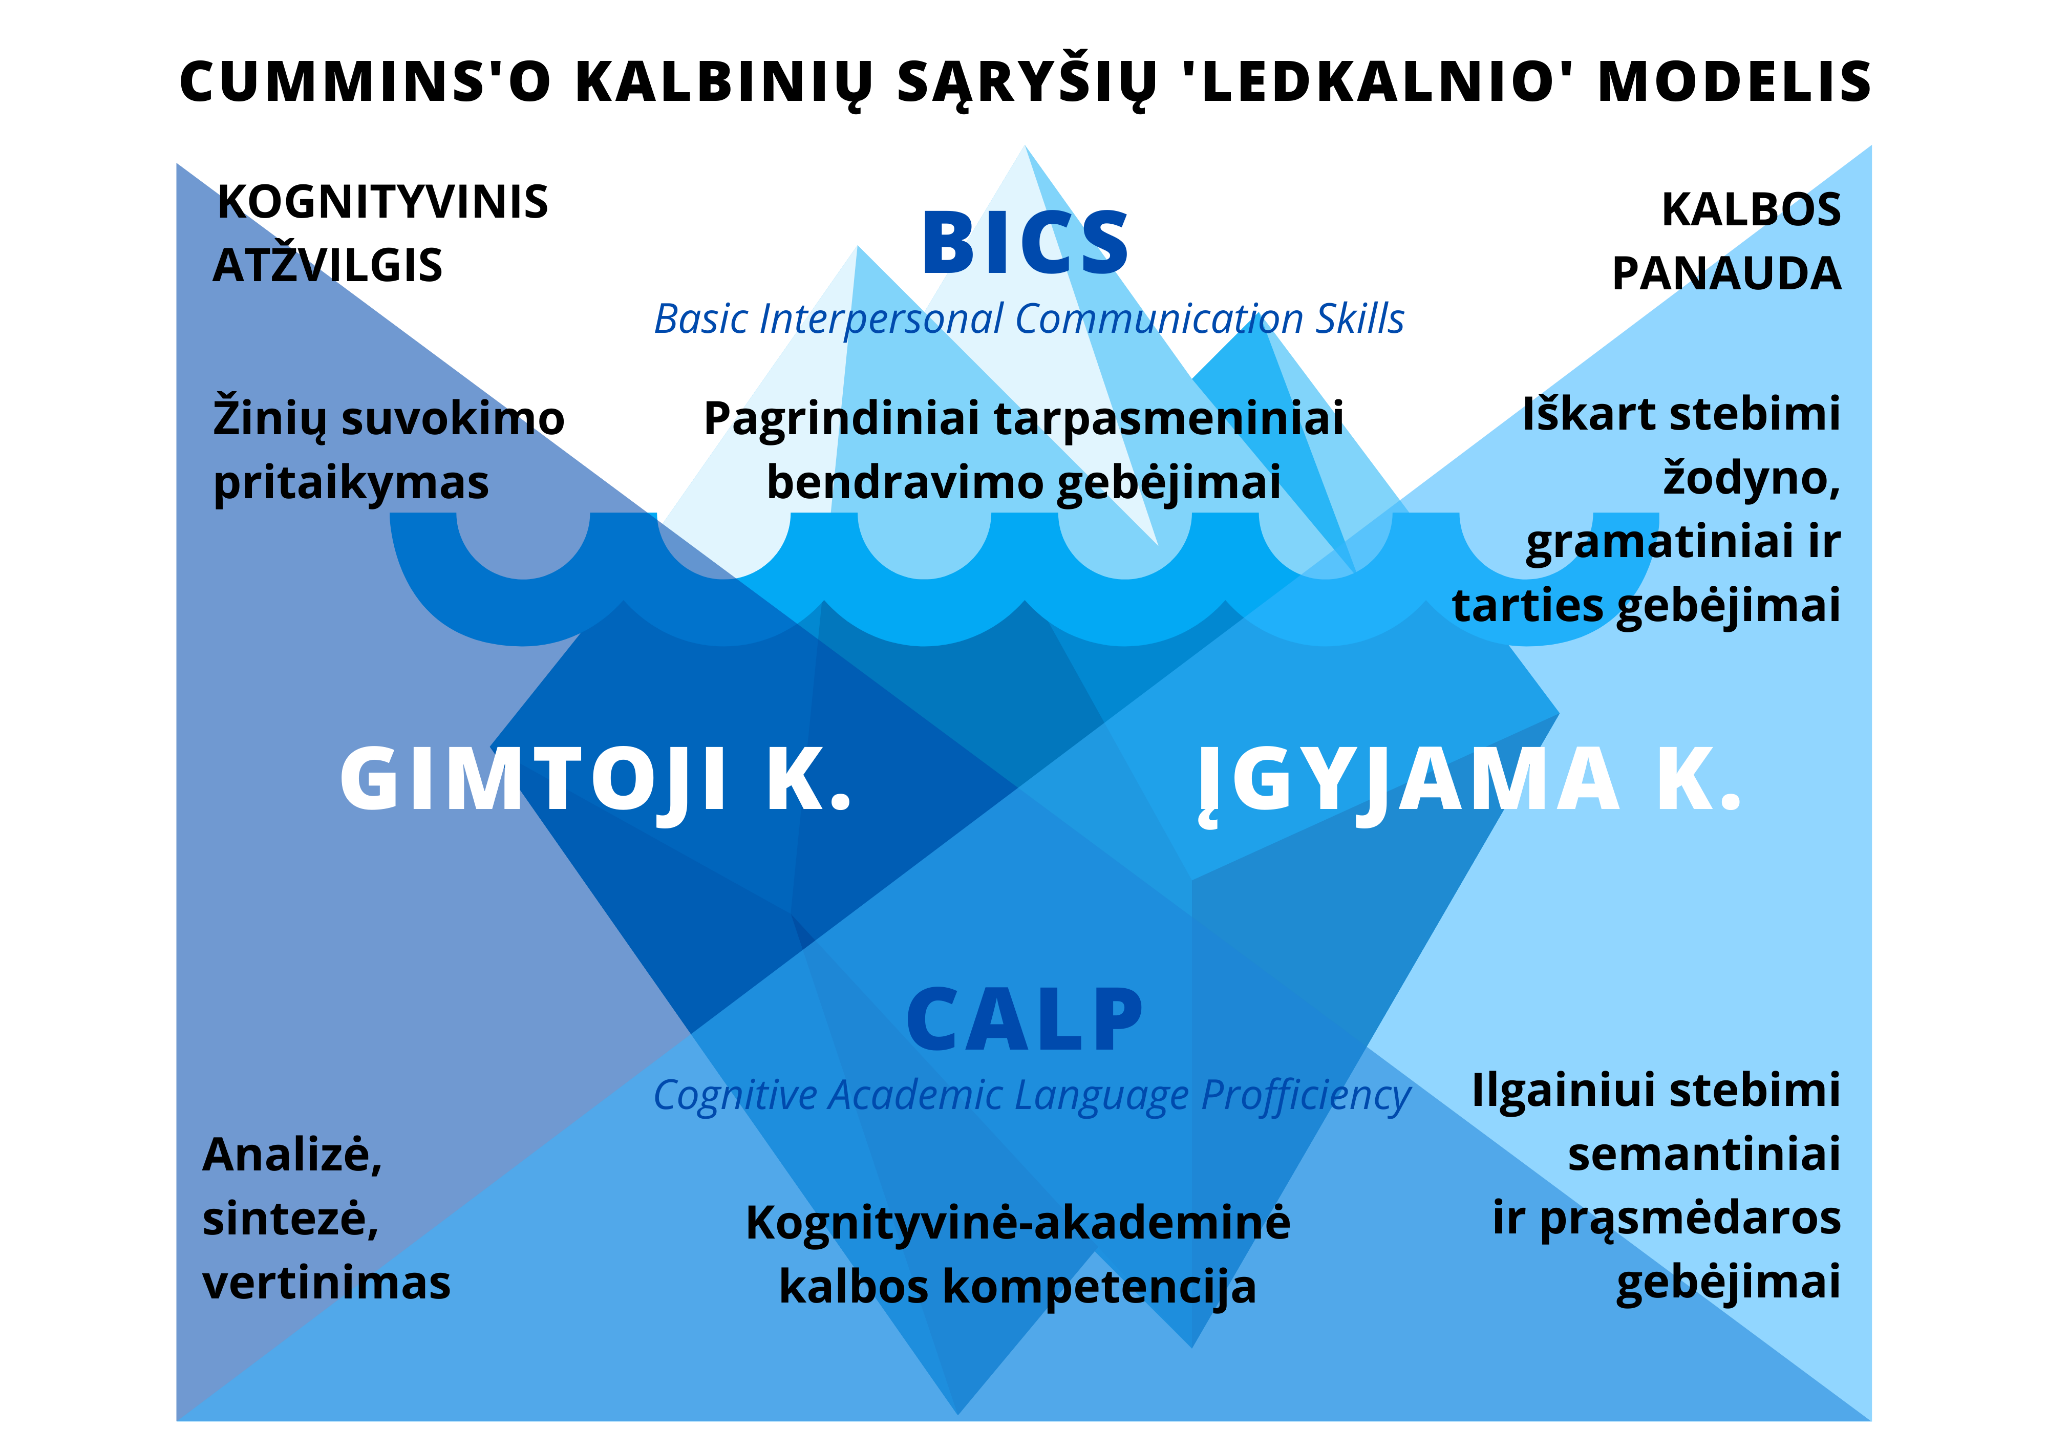 CUMMINS'O KALBINIŲ SĄRYŠIŲ 'LEDKALNIO' MODELIS
KOGNITYVINIS
ATŽVILGIS
BICS
Basic Interpersonal Communication Skills
KALBOS
PANAUDA
Žinių suvokimo
pritaikymas
Pagrindiniai tarpasmeniniai
bendravimo gebėjimai
Iškart stebimi
žodyno,
gramatiniai ir
tarties gebėjimai
GIMTOJI K.
ĮGYJAMA K.
CALP
Cognitive Academic Language Profficiency
Analizė,
sintezė,
vertinimas
Kognityvinė-akademinė
kalbos kompetencija
Ilgainiui stebimi
semantiniai
ir prąsmėdaros
gebėjimai